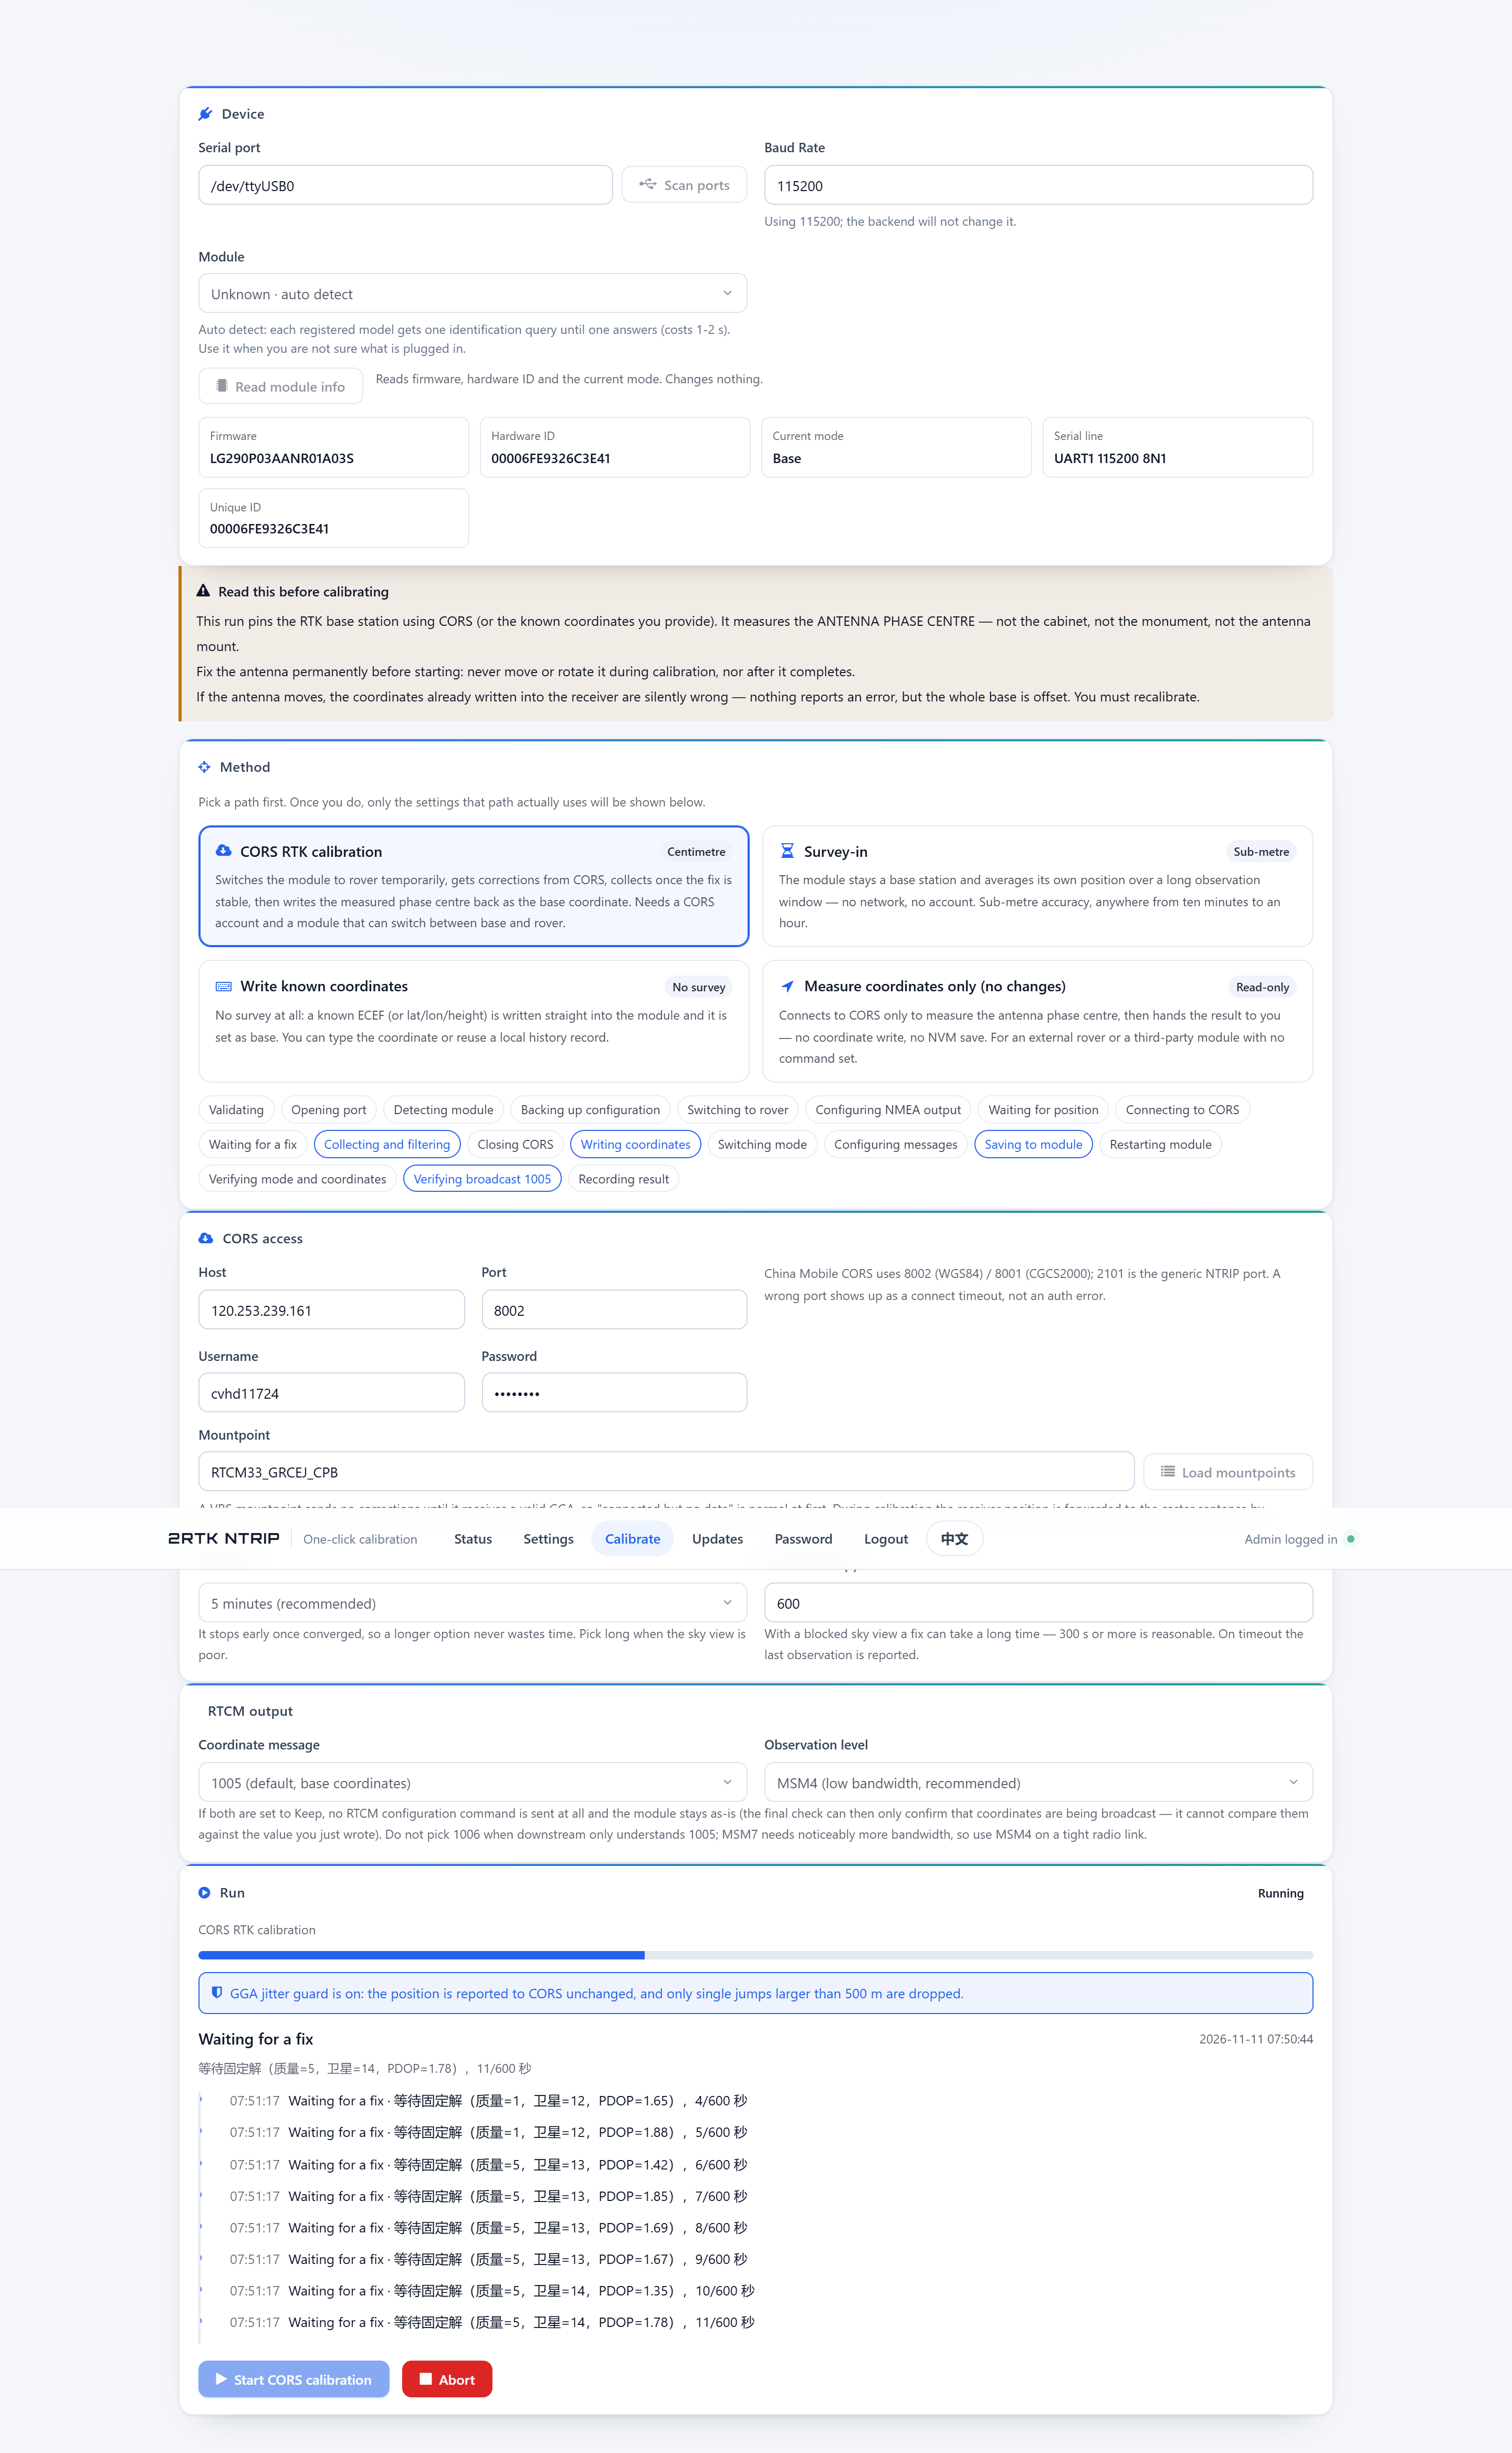 Device
Serial port
Baud Rate
/dev/ttyUSB0
Scan ports
115200
Using 115200; the backend will not change it.
Module
Unknown · auto detect
Auto detect: each registered model gets one identification query until one answers (costs 1-2 s).
Use it when you are not sure what is plugged in.
Read module info
Reads firmware, hardware ID and the current mode. Changes nothing.
Firmware
LG290P03AANR01A03S
Hardware ID
00006FE9326C3E41
Current mode
Base
Serial line
UART1 115200 8N1
Unique ID
00006FE9326C3E41
Read this before calibrating
This run pins the RTK base station using CORS (or the known coordinates you provide). It measures the ANTENNA PHASE CENTRE — not the cabinet, not the monument, not the antenna
mount.
Fix the antenna permanently before starting: never move or rotate it during calibration, nor after it completes.
If the antenna moves, the coordinates already written into the receiver are silently wrong — nothing reports an error, but the whole base is offset. You must recalibrate.
Method
Pick a path first. Once you do, only the settings that path actually uses will be shown below.
CORS RTK calibration
Centimetre
Switches the module to rover temporarily, gets corrections from CORS, collects once the fix is
stable, then writes the measured phase centre back as the base coordinate. Needs a CORS
account and a module that can switch between base and rover.
Survey-in
Sub-metre
The module stays a base station and averages its own position over a long observation
window — no network, no account. Sub-metre accuracy, anywhere from ten minutes to an
hour.
Write known coordinates
No survey
No survey at all: a known ECEF (or lat/lon/height) is written straight into the module and it is
set as base. You can type the coordinate or reuse a local history record.
Measure coordinates only (no changes)
Read-only
Connects to CORS only to measure the antenna phase centre, then hands the result to you
— no coordinate write, no NVM save. For an external rover or a third-party module with no
command set.
Validating
Opening port
Detecting module
Backing up configuration
Switching to rover
Configuring NMEA output
Waiting for position
Connecting to CORS
Waiting for a fix
Collecting and filtering
Closing CORS
Writing coordinates
Switching mode
Configuring messages
Saving to module
Restarting module
Verifying mode and coordinates
Verifying broadcast 1005
Recording result
CORS access
Host
Port
China Mobile CORS uses 8002 (WGS84) / 8001 (CGCS2000); 2101 is the generic NTRIP port. A
wrong port shows up as a connect timeout, not an auth error.
120.253.239.161
8002
Username
Password
cvhd11724
••••••••
Mountpoint
RTCM33_GRCEJ_CPB
Load mountpoints
2RTK NTRIP
One-click calibration
Status
Settings
Calibrate
Updates
Password
Logout
中文
Admin logged in
5 minutes (recommended)
600
It stops early once converged, so a longer option never wastes time. Pick long when the sky view is
poor.
With a blocked sky view a fix can take a long time — 300 s or more is reasonable. On timeout the
last observation is reported.
RTCM output
Coordinate message
Observation level
1005 (default, base coordinates)
MSM4 (low bandwidth, recommended)
If both are set to Keep, no RTCM configuration command is sent at all and the module stays as-is (the final check can then only confirm that coordinates are being broadcast — it cannot compare them
against the value you just wrote). Do not pick 1006 when downstream only understands 1005; MSM7 needs noticeably more bandwidth, so use MSM4 on a tight radio link.
Run
Running
CORS RTK calibration
GGA jitter guard is on: the position is reported to CORS unchanged, and only single jumps larger than 500 m are dropped.
Waiting for a fix
2026-11-11 07:50:44
等待固定解（质量=5，卫星=14，PDOP=1.78），11/600 秒
07:51:17 Waiting for a fix · 等待固定解（质量=1，卫星=12，PDOP=1.65），4/600 秒
07:51:17 Waiting for a fix · 等待固定解（质量=1，卫星=12，PDOP=1.88），5/600 秒
07:51:17 Waiting for a fix · 等待固定解（质量=5，卫星=13，PDOP=1.42），6/600 秒
07:51:17 Waiting for a fix · 等待固定解（质量=5，卫星=13，PDOP=1.85），7/600 秒
07:51:17 Waiting for a fix · 等待固定解（质量=5，卫星=13，PDOP=1.69），8/600 秒
07:51:17 Waiting for a fix · 等待固定解（质量=5，卫星=13，PDOP=1.67），9/600 秒
07:51:17 Waiting for a fix · 等待固定解（质量=5，卫星=14，PDOP=1.35），10/600 秒
07:51:17 Waiting for a fix · 等待固定解（质量=5，卫星=14，PDOP=1.78），11/600 秒
Start CORS calibration
Abort